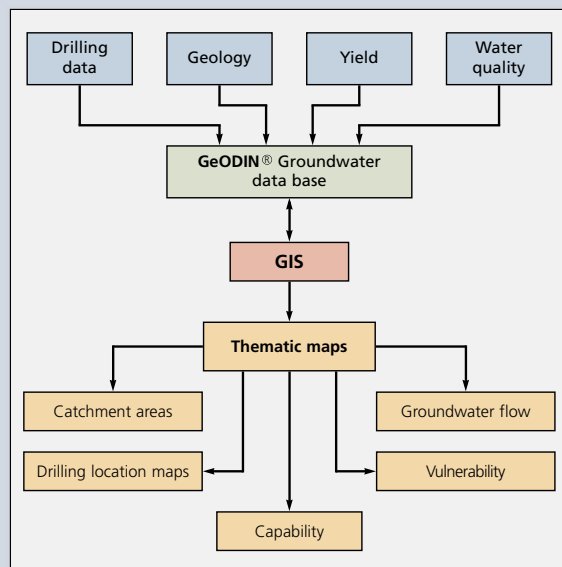 Drilling
data
Geology
Yield
Water
quality
GeODIN® Groundwater
data base
GIS
Thematic maps
Catchment areas
Groundwater flow
Drilling location maps
Vulnerability
Capability